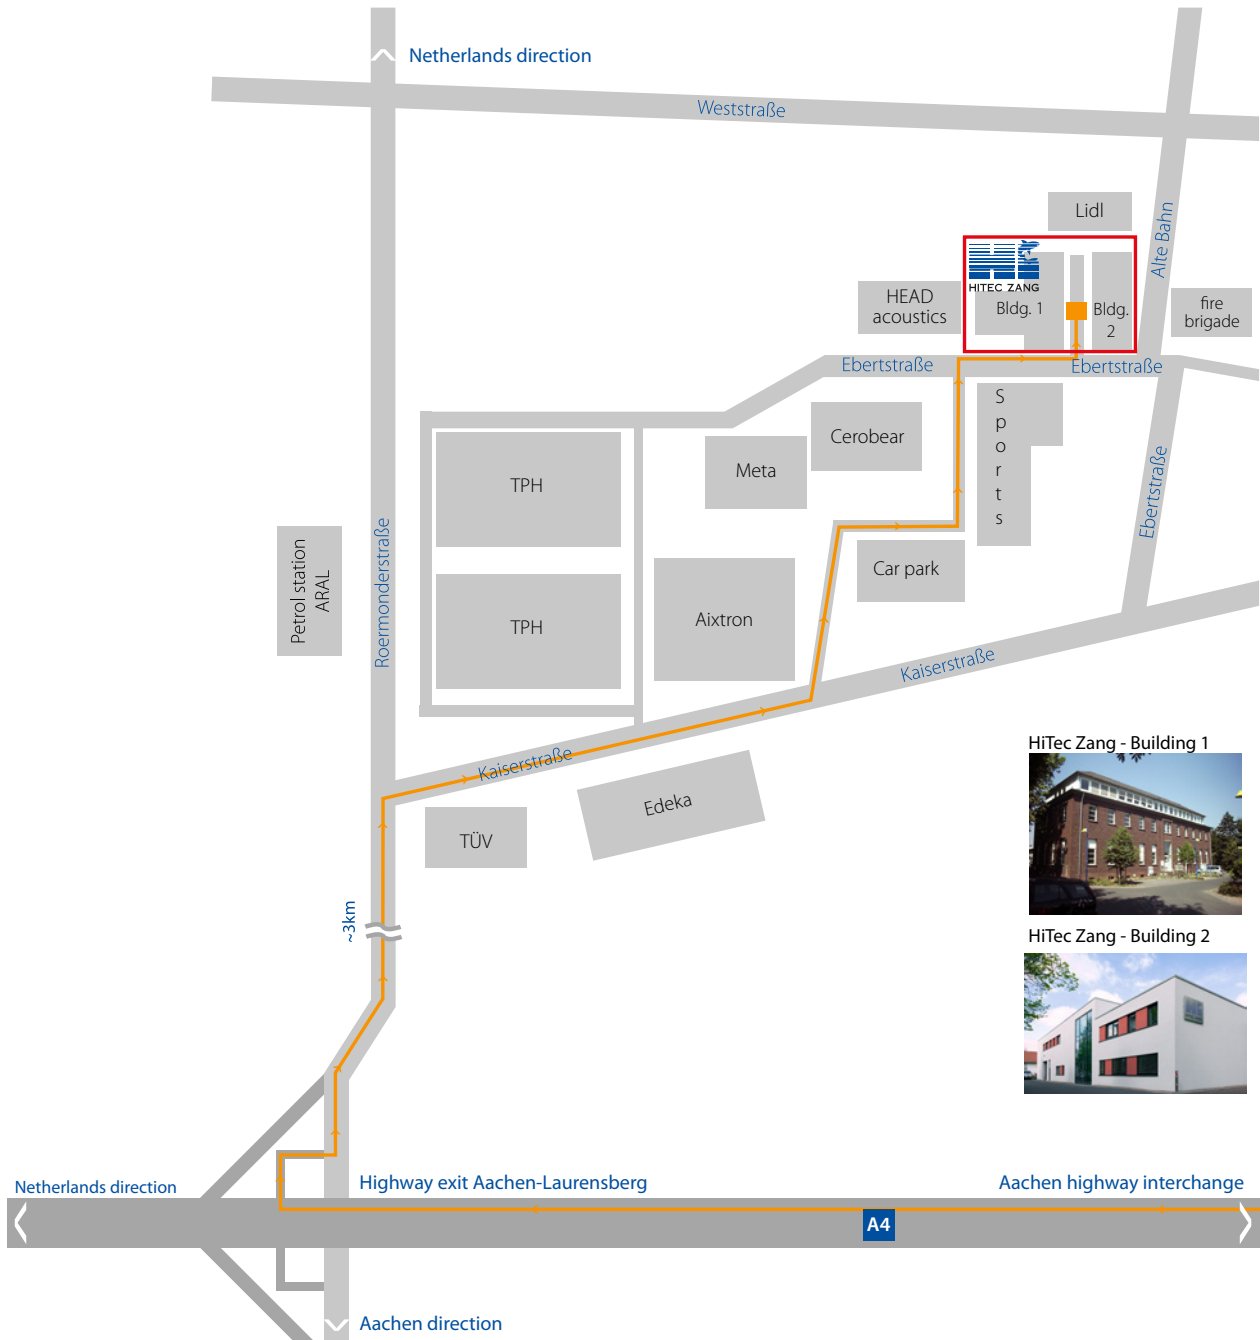 Netherlands direction
Weststraße
Lidl
Alte Bahn
HITEC ZANG
HEAD
acoustics
Bldg. 1
Bldg.
2
fire
brigade
Ebertstraße
Ebertstraße
Sports
Cerobear
Meta
TPH
Ebertstraße
Roermonderstraße
Petrol station
ARAL
Car park
TPH
Aixtron
Kaiserstraße
Kaiserstraße
Edeka
TÜV
HiTec Zang - Building 1
~3km
HiTec Zang - Building 2
Netherlands direction
Highway exit Aachen-Laurensberg
Aachen highway interchange
A4
Aachen direction